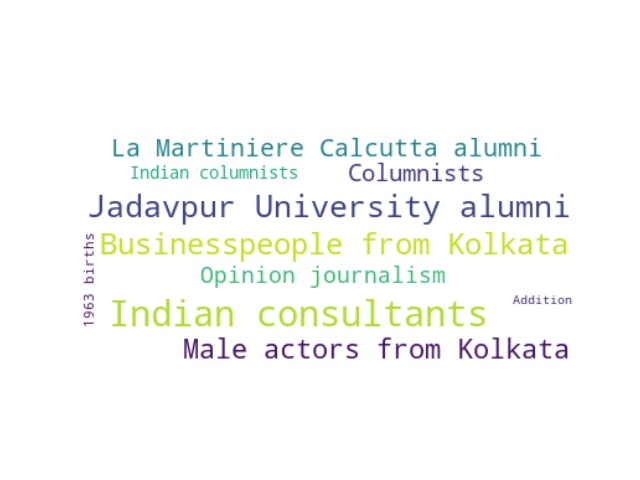 La Martiniere Calcutta alumni
Indian columnists
Columnists
Jadavpur University alumni
Businesspeople from Kolkata
1963 births
Opinion journalism
Addition
Indian consultants
Male actors from Kolkata